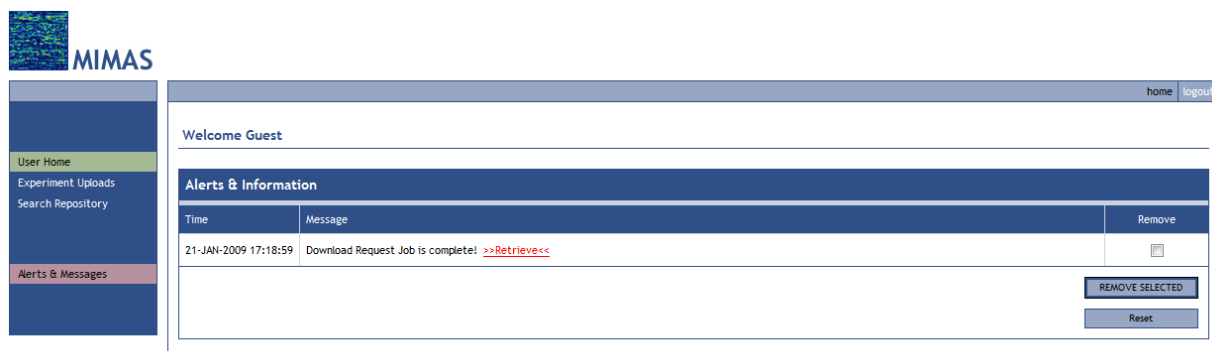 MIMAS
home logout
Welcome Guest
User Home
Experiment Uploads
Search Repository
Alerts & Messages
Alerts & Information
Time Message Remove
21-JAN-2009 17:18:59 Download Request Job is complete! >>Retrieve<<
REMOVE SELECTED
Reset